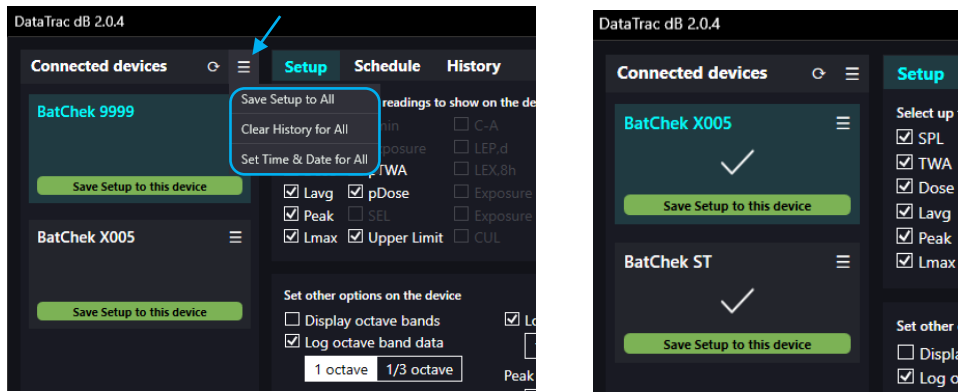 DataTrac dB 2.0.4
Connected devices
Setup Schedule History
BatChek 9999
Save Setup to All
Clear History for All
Set Time & Date for All
readings to show on the de
C-A
LEP,d
LEX,8h
Exposure
Lavg pDose
Peak SEL Exposure
Lmax Upper Limit CUL
Save Setup to this device
BatChek X005
Save Setup to this device
Set other options on the device
Display octave bands
Log octave band data
1 octave 1/3 octave
Peak
DataTrac dB 2.0.4
Connected devices
Setup
BatChek X005
Save Setup to this device
BatChek ST
Save Setup to this device
Select up
SPL
TWA
Dose
Lavg
Peak
Lmax
Set other
Displa
Log o